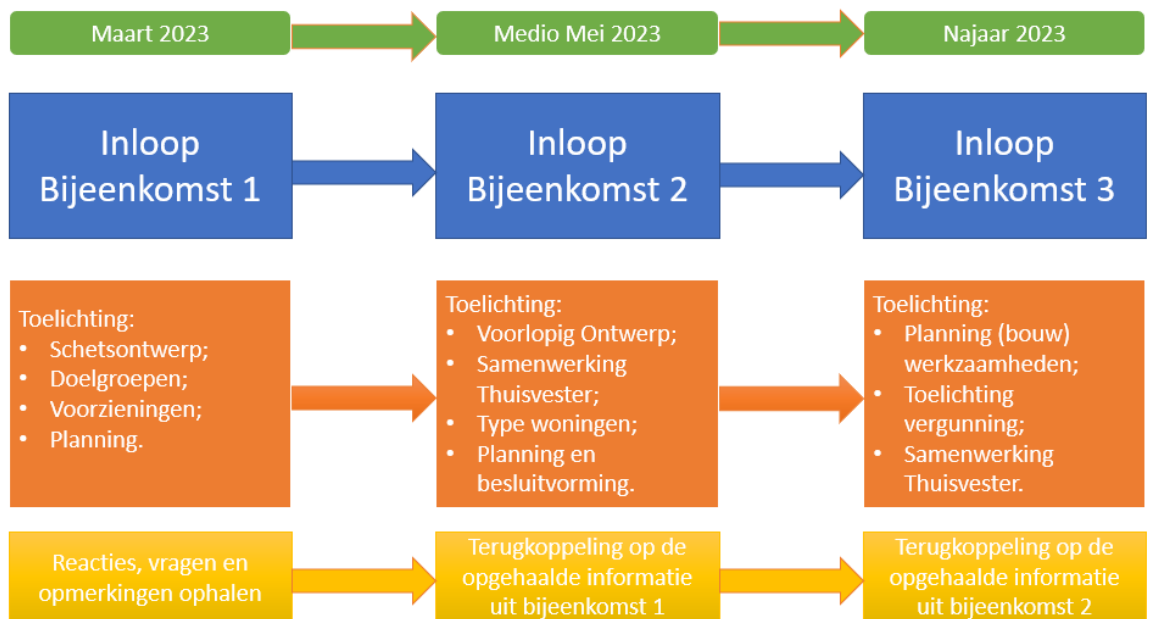 Maart 2023
Medio Mei 2023
Najaar 2023
Inloop
Bijeenkomst 1
Inloop
Bijeenkomst 2
Inloop
Bijeenkomst 3
Toelichting:
• Schetsontwerp;
• Doelgroepen;
• Voorzieningen;
• Planning.
Toelichting:
• Voorlopig Ontwerp;
• Samenwerking
Thuisvester;
• Type woningen;
• Planning en
besluitvorming.
Toelichting:
• Planning (bouw)
werkzaamheden;
• Toelichting
vergunning;
• Samenwerking
Thuisvester.
Reacties, vragen en
opmerkingen ophalen
Terugkoppeling op de
opgehaalde informatie
uit bijeenkomst 1
Terugkoppeling op de
opgehaalde informatie
uit bijeenkomst 2